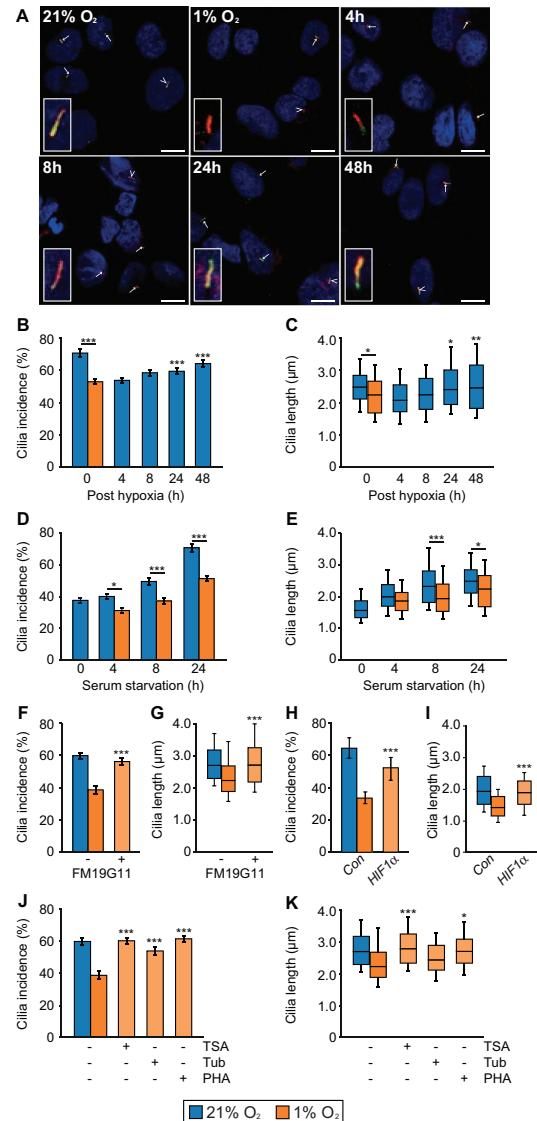 A
21% O₂
1% O₂
4h
8h
24h
48h
B
Cilia incidence (%)
80
60
40
20
0
***
***
***
0 4 8 24 48
Post hypoxia (h)
C
Cilia length (µm)
4.0
3.0
2.0
1.0
0
*
*
**
0 4 8 24 48
Post hypoxia (h)
D
Cilia incidence (%)
80
60
40
20
0
*
***
***
0 4 8 24
Serum starvation (h)
E
Cilia length (µm)
4.0
3.0
2.0
1.0
0
***
*
0 4 8 24
Serum starvation (h)
F
Cilia incidence (%)
80
60
40
20
0
***
- +
FM19G11
G
Cilia length (µm)
4.0
3.0
2.0
1.0
0
***
- +
FM19G11
H
Cilia incidence (%)
80
60
40
20
0
***
Con HIF1α
I
Cilia length (µm)
4.0
3.0
2.0
1.0
0
***
Con HIF1α
J
Cilia incidence (%)
80
60
40
20
0
*** *** ***
- + - - TSA
- - + - Tub
- - - + PHA
K
Cilia length (µm)
4.0
3.0
2.0
1.0
0
*** *
- + - - TSA
- - + - Tub
- - - + PHA
21% O₂ 1% O₂